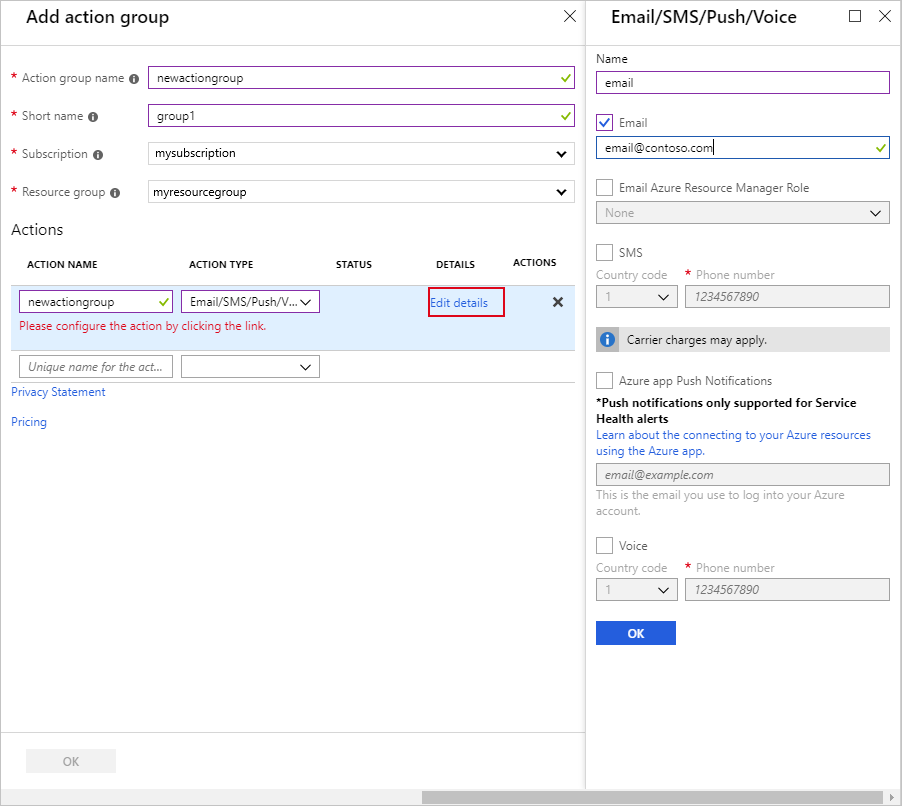 Add action group
* Action group name
newactiongroup
* Short name
group1
* Subscription
mysubscription
* Resource group
myresourcegroup
Actions
ACTION NAME ACTION TYPE STATUS DETAILS ACTIONS
newactiongroup Email/SMS/Push/V... Edit details
Please configure the action by clicking the link.
Unique name for the act...
Privacy Statement
Pricing
OK
Email/SMS/Push/Voice
Name
email
Email
email@contoso.com
Email Azure Resource Manager Role
None
SMS
Country code * Phone number
1 1234567890
Carrier charges may apply.
Azure app Push Notifications
*Push notifications only supported for Service
Health alerts
Learn about the connecting to your Azure resources
using the Azure app.
email@example.com
This is the email you use to log into your Azure
account.
Voice
Country code * Phone number
1 1234567890
OK